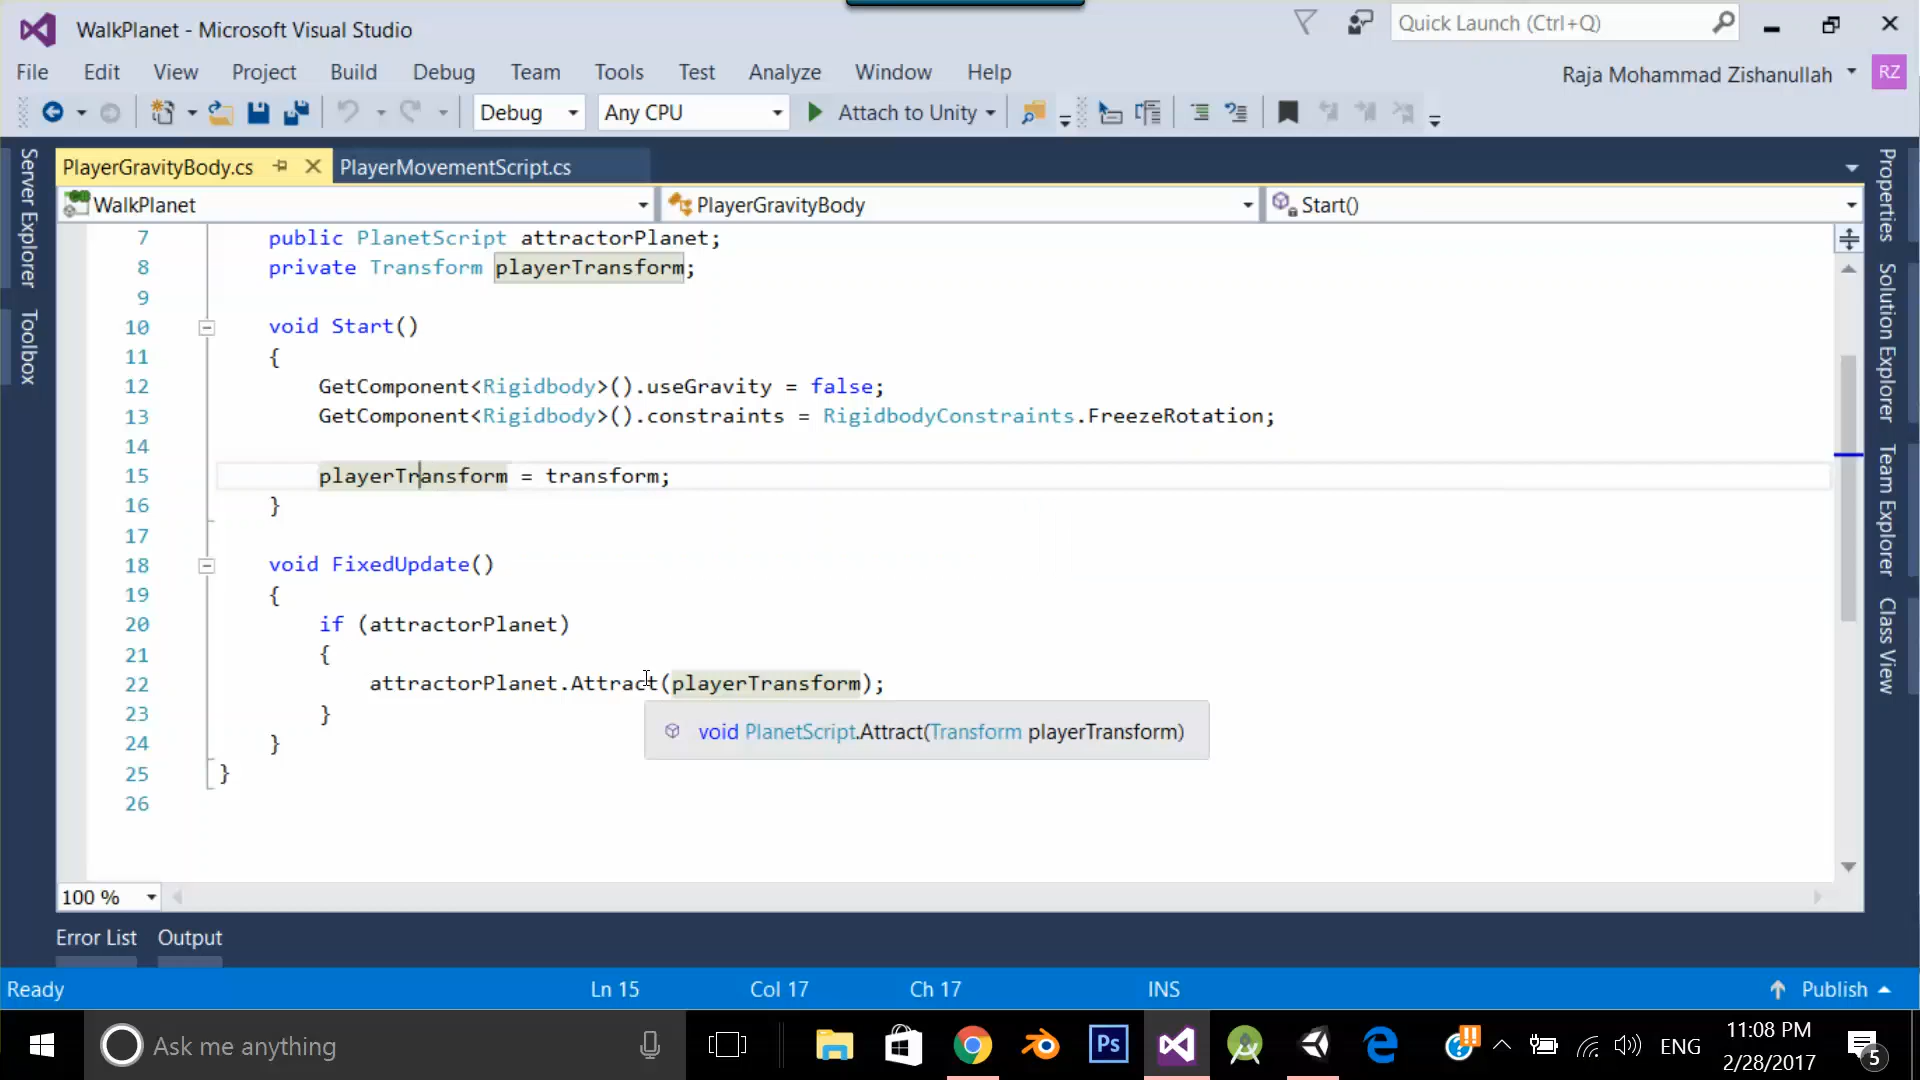 WalkPlanet - Microsoft Visual Studio
Quick Launch (Ctrl+Q)
File Edit View Project Build Debug Team Tools Test Analyze Window Help
Raja Mohammad Zishanullah RZ
Debug Any CPU Attach to Unity
PlayerGravityBody.cs PlayerMovementScript.cs
WalkPlanet PlayerGravityBody Start()
Server Explorer
Toolbox
Properties
Solution Explorer
Team Explorer
Class View
7 public PlanetScript attractorPlanet;
8 private Transform playerTransform;
9
10 void Start()
11 {
12 GetComponent<Rigidbody>().useGravity = false;
13 GetComponent<Rigidbody>().constraints = RigidbodyConstraints.FreezeRotation;
14
15 playerTransform = transform;
16 }
17
18 void FixedUpdate()
19 {
20 if (attractorPlanet)
21 {
22 attractorPlanet.Attract(playerTransform);
23 }
void PlanetScript.Attract(Transform playerTransform)
24 }
25 }
26
100 %
Error List Output
Ready Ln 15 Col 17 Ch 17 INS Publish
Ask me anything
Ps
ENG
11:08 PM
2/28/2017
5